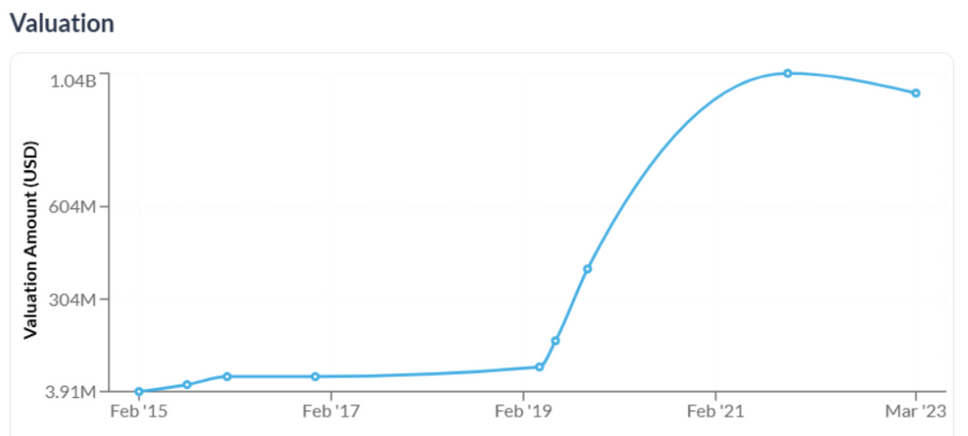 Valuation
Valuation Amount (USD)
1.04B
604M
304M
3.91M
Feb '15
Feb '17
Feb '19
Feb '21
Mar '23